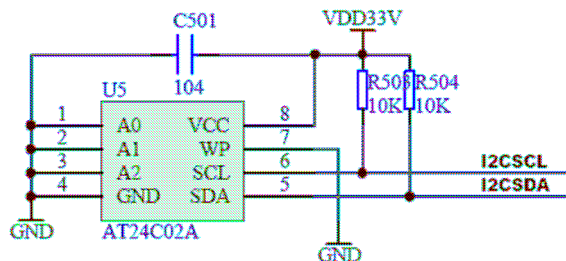 C501
VDD33V
104
R503 R504
10K 10K
U5
1 A0 VCC 8
2 A1 WP 7
3 A2 SCL 6
4 GND SDA 5
I2CSCL
I2CSDA
GND
AT24C02A
GND